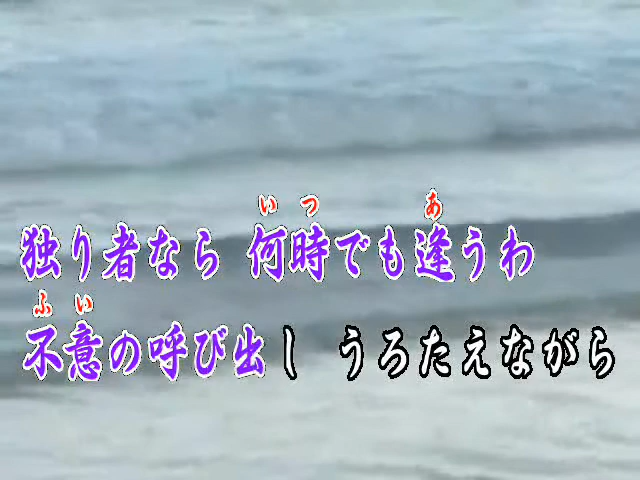 いつ あ
独り者なら 何時でも逢うわ
ふい
不意の呼び出し うろたえながら